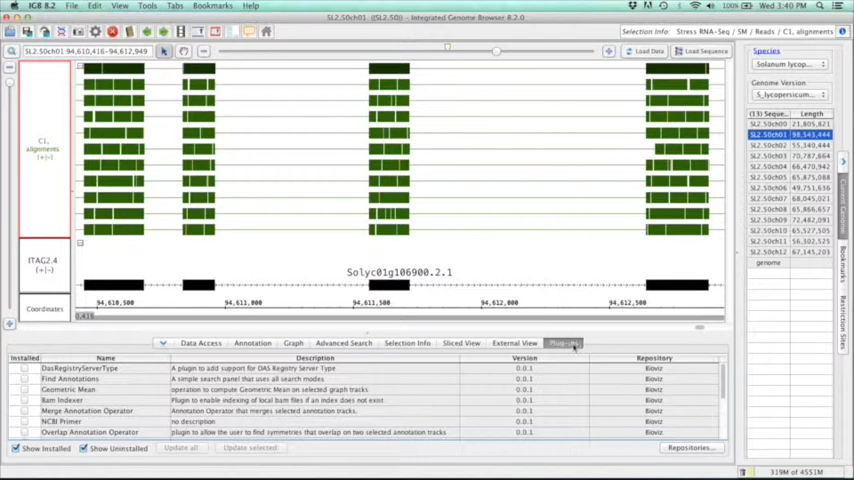 IGB 8.2 File Edit View Tools Tabs Bookmarks Help 100% Wed 3:40 PM
SL2.50ch01 ((SL2.50)) - Integrated Genome Browser 8.2.0
Selection Info: Stress RNA-Seq / SM / Reads / C1, alignments
SL2.50ch01:94,610,416-94,612,949 Load Data Load Sequence
Species
Solanum lycop...
Genome Version
S_lycopersicum...
(13) Seque... Length
SL2.50ch00 21,805,821
SL2.50ch01 98,543,444
SL2.50ch02 55,340,444
SL2.50ch03 70,787,664
SL2.50ch04 66,470,942
SL2.50ch05 65,875,088
SL2.50ch06 49,751,636
SL2.50ch07 68,045,021
SL2.50ch08 65,866,657
SL2.50ch09 72,482,091
SL2.50ch10 65,527,505
SL2.50ch11 56,302,525
SL2.50ch12 67,145,203
genome
Current Genome
Bookmarks
Restriction Sites
C1,
alignments
(+|-)
ITAG2.4
(+|-)
Solyc01g106900.2.1
Coordinates
94,610,500 94,611,000 94,611,500 94,612,000 94,612,500
Data Access Annotation Graph Advanced Search Selection Info Sliced View External View Plug-ins
Installed Name Description Version Repository
DasRegistryServerType A plugin to add support for DAS Registry Server Type 0.0.1 Bioviz
Find Annotations A simple search panel that uses all search modes 0.0.1 Bioviz
Geometric Mean operation to compute Geometric Mean on selected graph tracks. 0.0.1 Bioviz
Bam Indexer Plugin to enable indexing of local bam files if an index does not exist 0.0.1 Bioviz
Merge Annotation Operator Annotation Operator that merges selected annotation tracks. 0.0.1 Bioviz
NCBI Primer no description 0.0.1 Bioviz
Overlap Annotation Operator plugin to allow the user to find symmetries that overlap on two selected annotation tracks 0.0.1 Bioviz
Show Installed Show Uninstalled Update all Update selected Repositories...
319M of 4551M